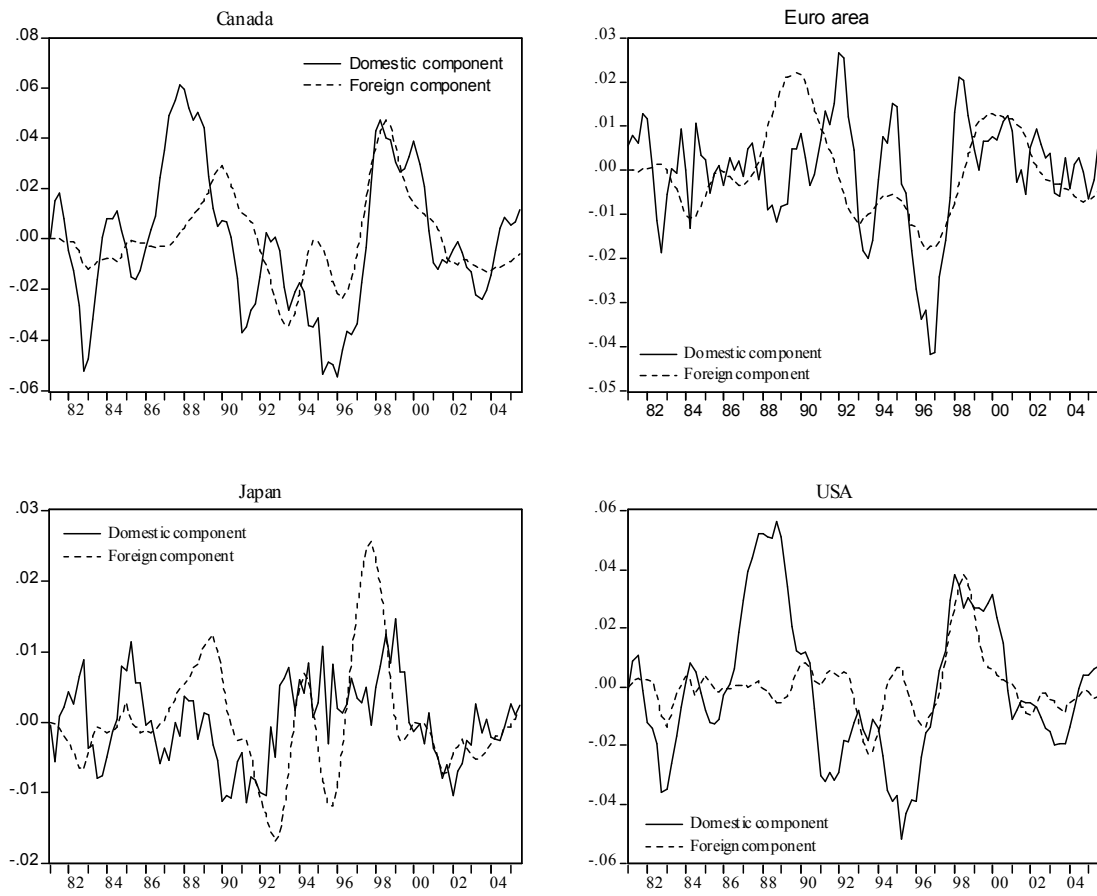 Canada
.08
.06
.04
.02
.00
-.02
-.04
-.06
Domestic component
Foreign component
82 84 86 88 90 92 94 96 98 00 02 04
Euro area
.03
.02
.01
.00
-.01
-.02
-.03
-.04
-.05
Domestic component
Foreign component
82 84 86 88 90 92 94 96 98 00 02 04
Japan
.03
.02
.01
.00
-.01
-.02
Domestic component
Foreign component
82 84 86 88 90 92 94 96 98 00 02 04
USA
.06
.04
.02
.00
-.02
-.04
-.06
Domestic component
Foreign component
82 84 86 88 90 92 94 96 98 00 02 04